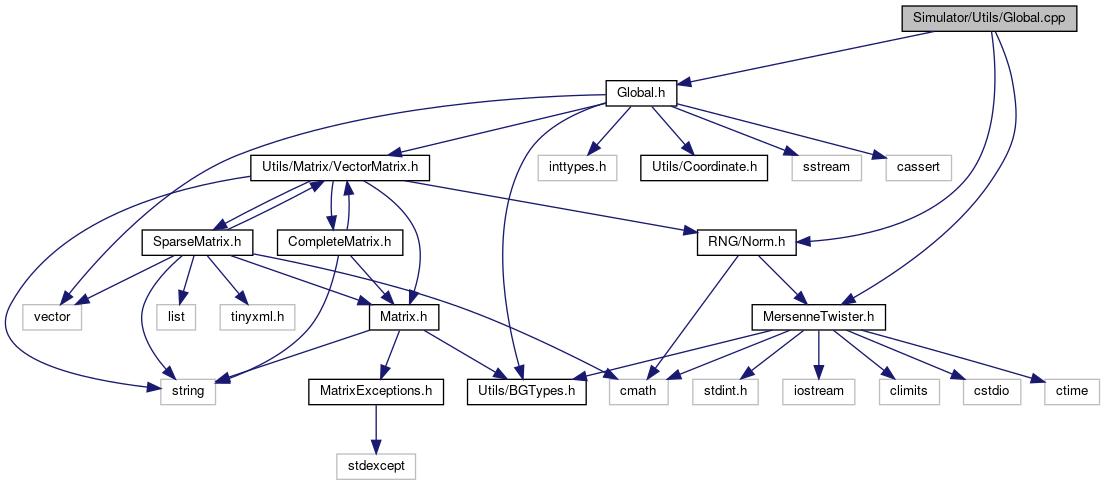 Simulator/Utils/Global.cpp
Global.h
Utils/Matrix/VectorMatrix.h
inttypes.h
Utils/Coordinate.h
sstream
cassert
SparseMatrix.h
CompleteMatrix.h
RNG/Norm.h
vector
list
tinyxml.h
Matrix.h
MersenneTwister.h
string
MatrixExceptions.h
Utils/BGTypes.h
cmath
stdint.h
iostream
climits
cstdio
ctime
stdexcept